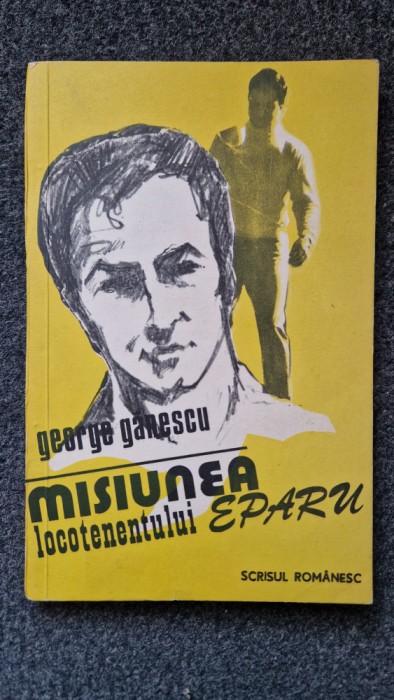 george ganescu
MISIUNEA
locotenentului EPARU
SCRISUL ROMÂNESC